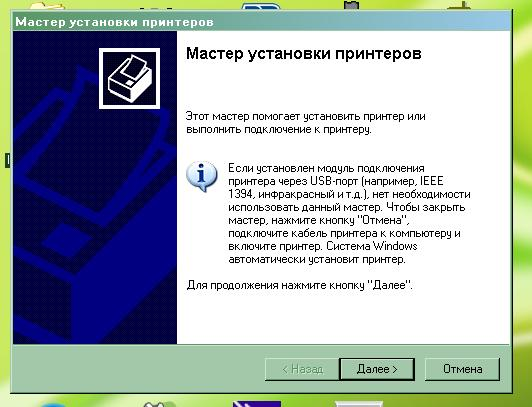 Мастер установки принтеров
Мастер установки принтеров
Этот мастер помогает установить принтер или
выполнить подключение к принтеру.
Если установлен модуль подключения
принтера через USB-порт (например, IEEE
1394, инфракрасный и т.д.), нет необходимости
использовать данный мастер. Чтобы закрыть
мастер, нажмите кнопку "Отмена",
подключите кабель принтера к компьютеру и
включите принтер. Система Windows
автоматически установит принтер.
Для продолжения нажмите кнопку "Далее".
< Назад
Далее >
Отмена